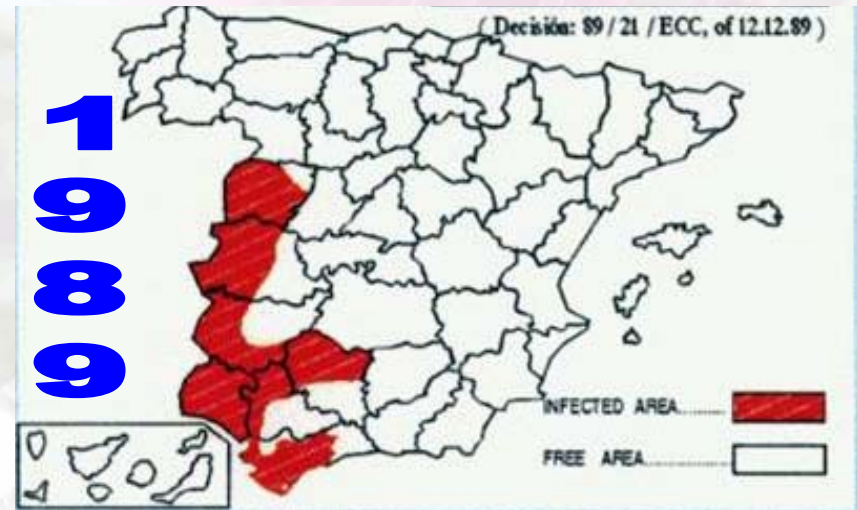 ( Decisión: 89 / 21 / ECC, of 12.12.89 )
1
9
8
9
INFECTED AREA........
FREE AREA..............